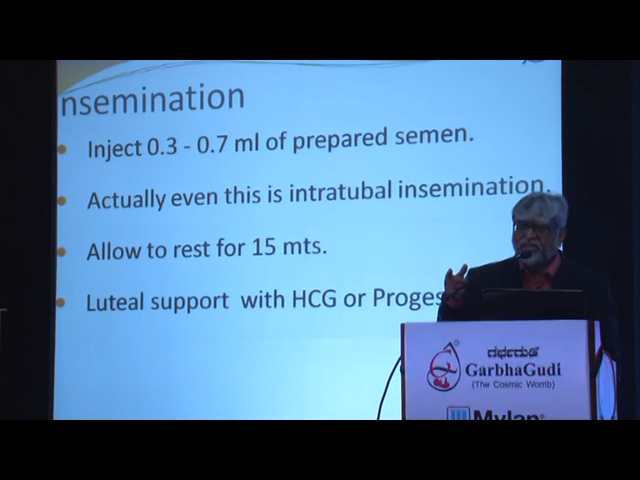 nsemination
• Inject 0.3 - 0.7 ml of prepared semen.
• Actually even this is intratubal insemination.
• Allow to rest for 15 mts.
• Luteal support with HCG or Proges
ಗರ್ಭಗುಡಿ
GarbhaGudi
(The Cosmic Womb)
Mylan